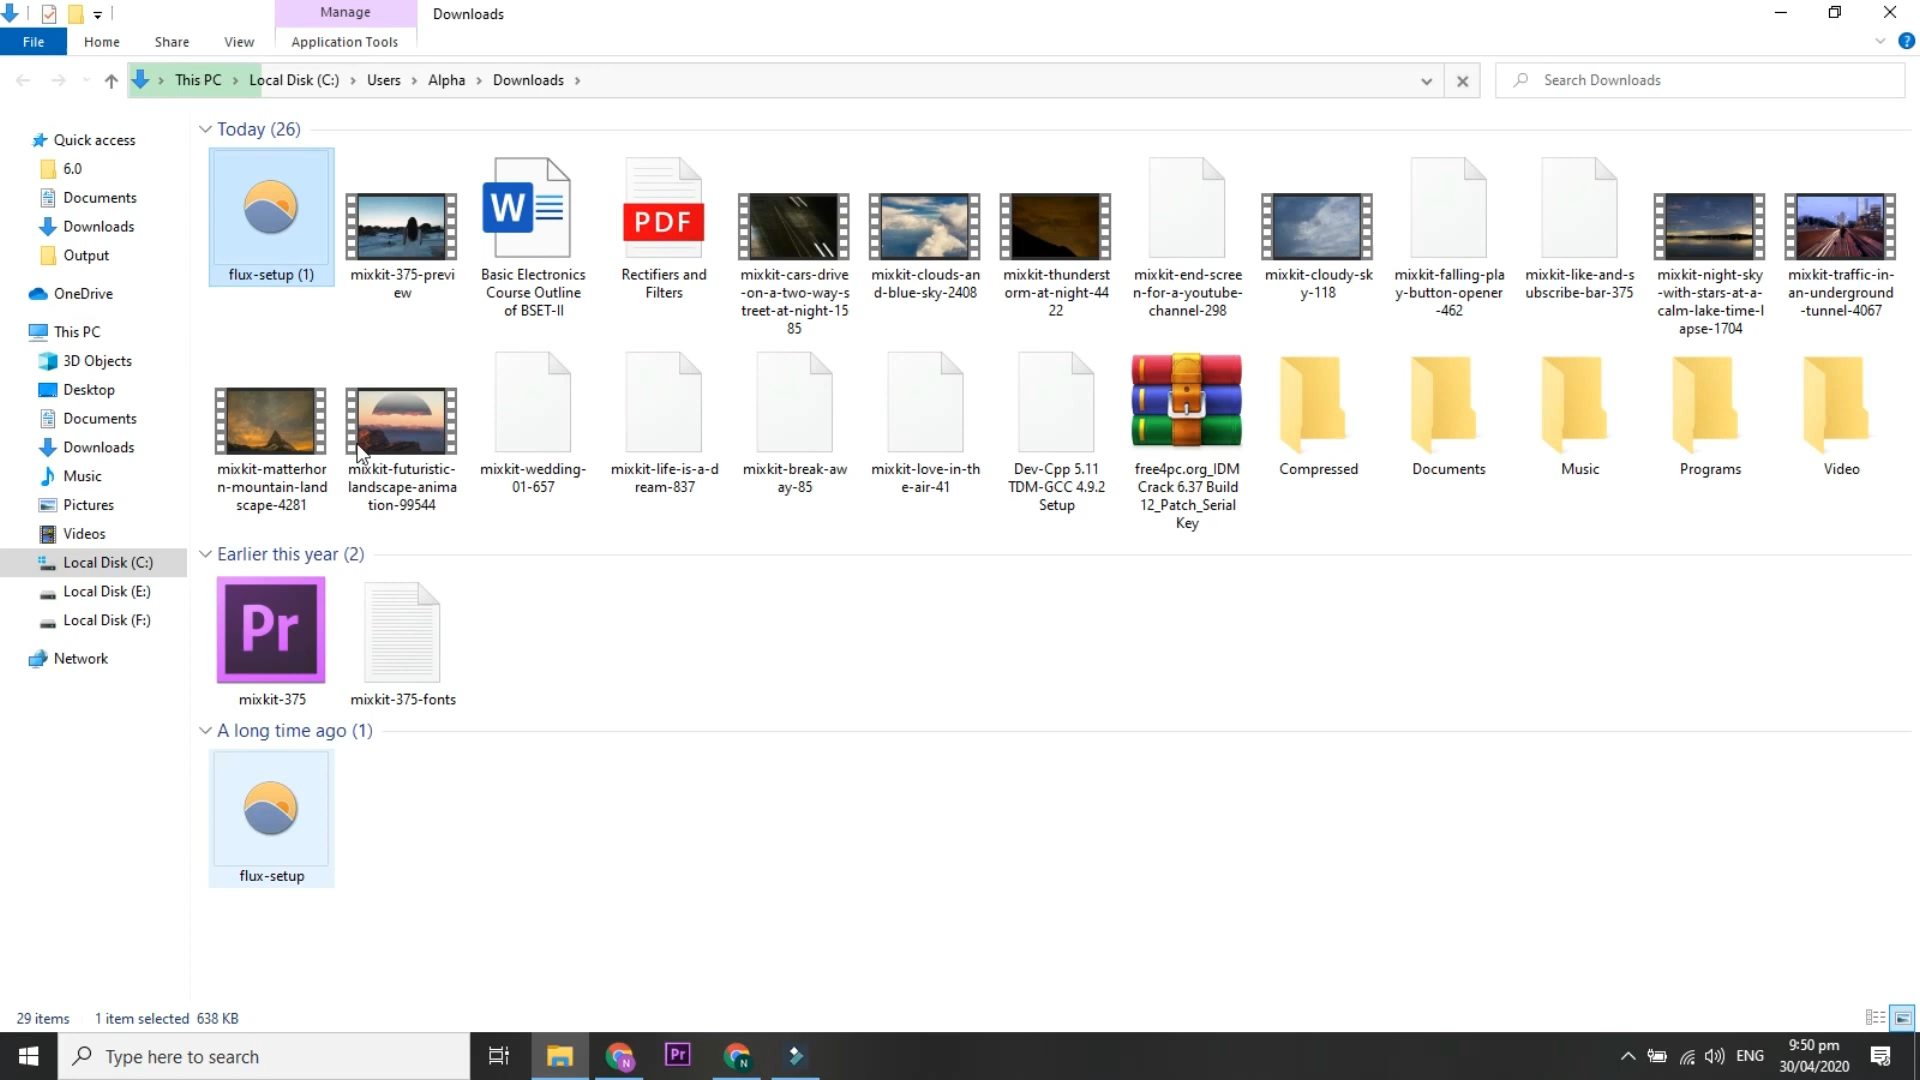 Manage
Downloads
File
Home
Share
View
Application Tools
This PC
Local Disk (C:)
Users
Alpha
Downloads
Search Downloads
Quick access
6.0
Documents
Downloads
Output
OneDrive
This PC
3D Objects
Desktop
Documents
Downloads
Music
Pictures
Videos
Local Disk (C:)
Local Disk (E:)
Local Disk (F:)
Network
Today (26)
flux-setup (1)
mixkit-375-previ
ew
W
Basic Electronics
Course Outline
of BSET-II
PDF
Rectifiers and
Filters
mixkit-cars-drive
-on-a-two-way-s
treet-at-night-15
85
mixkit-clouds-an
d-blue-sky-2408
mixkit-thunderst
orm-at-night-44
22
mixkit-end-scree
n-for-a-youtube-
channel-298
mixkit-cloudy-sk
y-118
mixkit-falling-pla
y-button-opener
-462
mixkit-like-and-s
ubscribe-bar-375
mixkit-night-sky
-with-stars-at-a-
calm-lake-time-l
apse-1704
mixkit-traffic-in-
an-underground
-tunnel-4067
mixkit-matterhor
n-mountain-land
scape-4281
mixkit-futuristic-
landscape-anima
tion-99544
mixkit-wedding-
01-657
mixkit-life-is-a-d
ream-837
mixkit-break-aw
ay-85
mixkit-love-in-th
e-air-41
Dev-Cpp 5.11
TDM-GCC 4.9.2
Setup
free4pc.org_IDM
Crack 6.37 Build
12_Patch_Serial
Key
Compressed
Documents
Music
Programs
Video
Earlier this year (2)
Pr
mixkit-375
mixkit-375-fonts
A long time ago (1)
flux-setup
29 items
1 item selected 638 KB
Type here to search
N
Pr
N
ENG
9:50 pm
30/04/2020